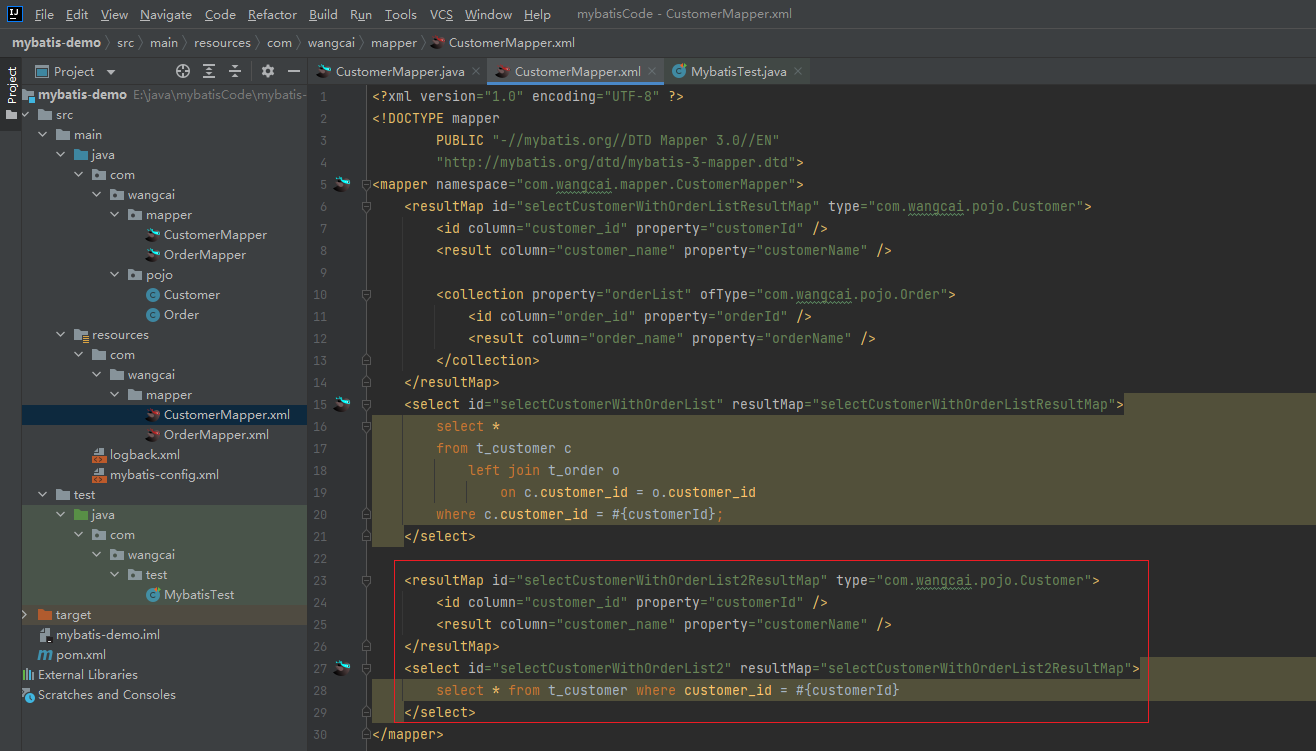 File Edit View Navigate Code Refactor Build Run Tools VCS Window Help mybatisCode - CustomerMapper.xml
mybatis-demo src main resources com wangcai mapper CustomerMapper.xml
Project
Project
CustomerMapper.java CustomerMapper.xml MybatisTest.java
mybatis-demo E:\java\mybatisCode\mybatis-
src
main
java
com
wangcai
mapper
CustomerMapper
OrderMapper
pojo
Customer
Order
resources
com
wangcai
mapper
CustomerMapper.xml
OrderMapper.xml
logback.xml
mybatis-config.xml
test
java
com
wangcai
test
MybatisTest
target
mybatis-demo.iml
pom.xml
External Libraries
Scratches and Consoles
1 <?xml version="1.0" encoding="UTF-8" ?>
2 <!DOCTYPE mapper
3 PUBLIC "-//mybatis.org//DTD Mapper 3.0//EN"
4 "http://mybatis.org/dtd/mybatis-3-mapper.dtd">
5 <mapper namespace="com.wangcai.mapper.CustomerMapper">
6 <resultMap id="selectCustomerWithOrderListResultMap" type="com.wangcai.pojo.Customer">
7 <id column="customer_id" property="customerId" />
8 <result column="customer_name" property="customerName" />
9
10 <collection property="orderList" ofType="com.wangcai.pojo.Order">
11 <id column="order_id" property="orderId" />
12 <result column="order_name" property="orderName" />
13 </collection>
14 </resultMap>
15 <select id="selectCustomerWithOrderList" resultMap="selectCustomerWithOrderListResultMap">
16 select *
17 from t_customer c
18 left join t_order o
19 on c.customer_id = o.customer_id
20 where c.customer_id = #{customerId};
21 </select>
22
23 <resultMap id="selectCustomerWithOrderList2ResultMap" type="com.wangcai.pojo.Customer">
24 <id column="customer_id" property="customerId" />
25 <result column="customer_name" property="customerName" />
26 </resultMap>
27 <select id="selectCustomerWithOrderList2" resultMap="selectCustomerWithOrderList2ResultMap">
28 select * from t_customer where customer_id = #{customerId}
29 </select>
30 </mapper>